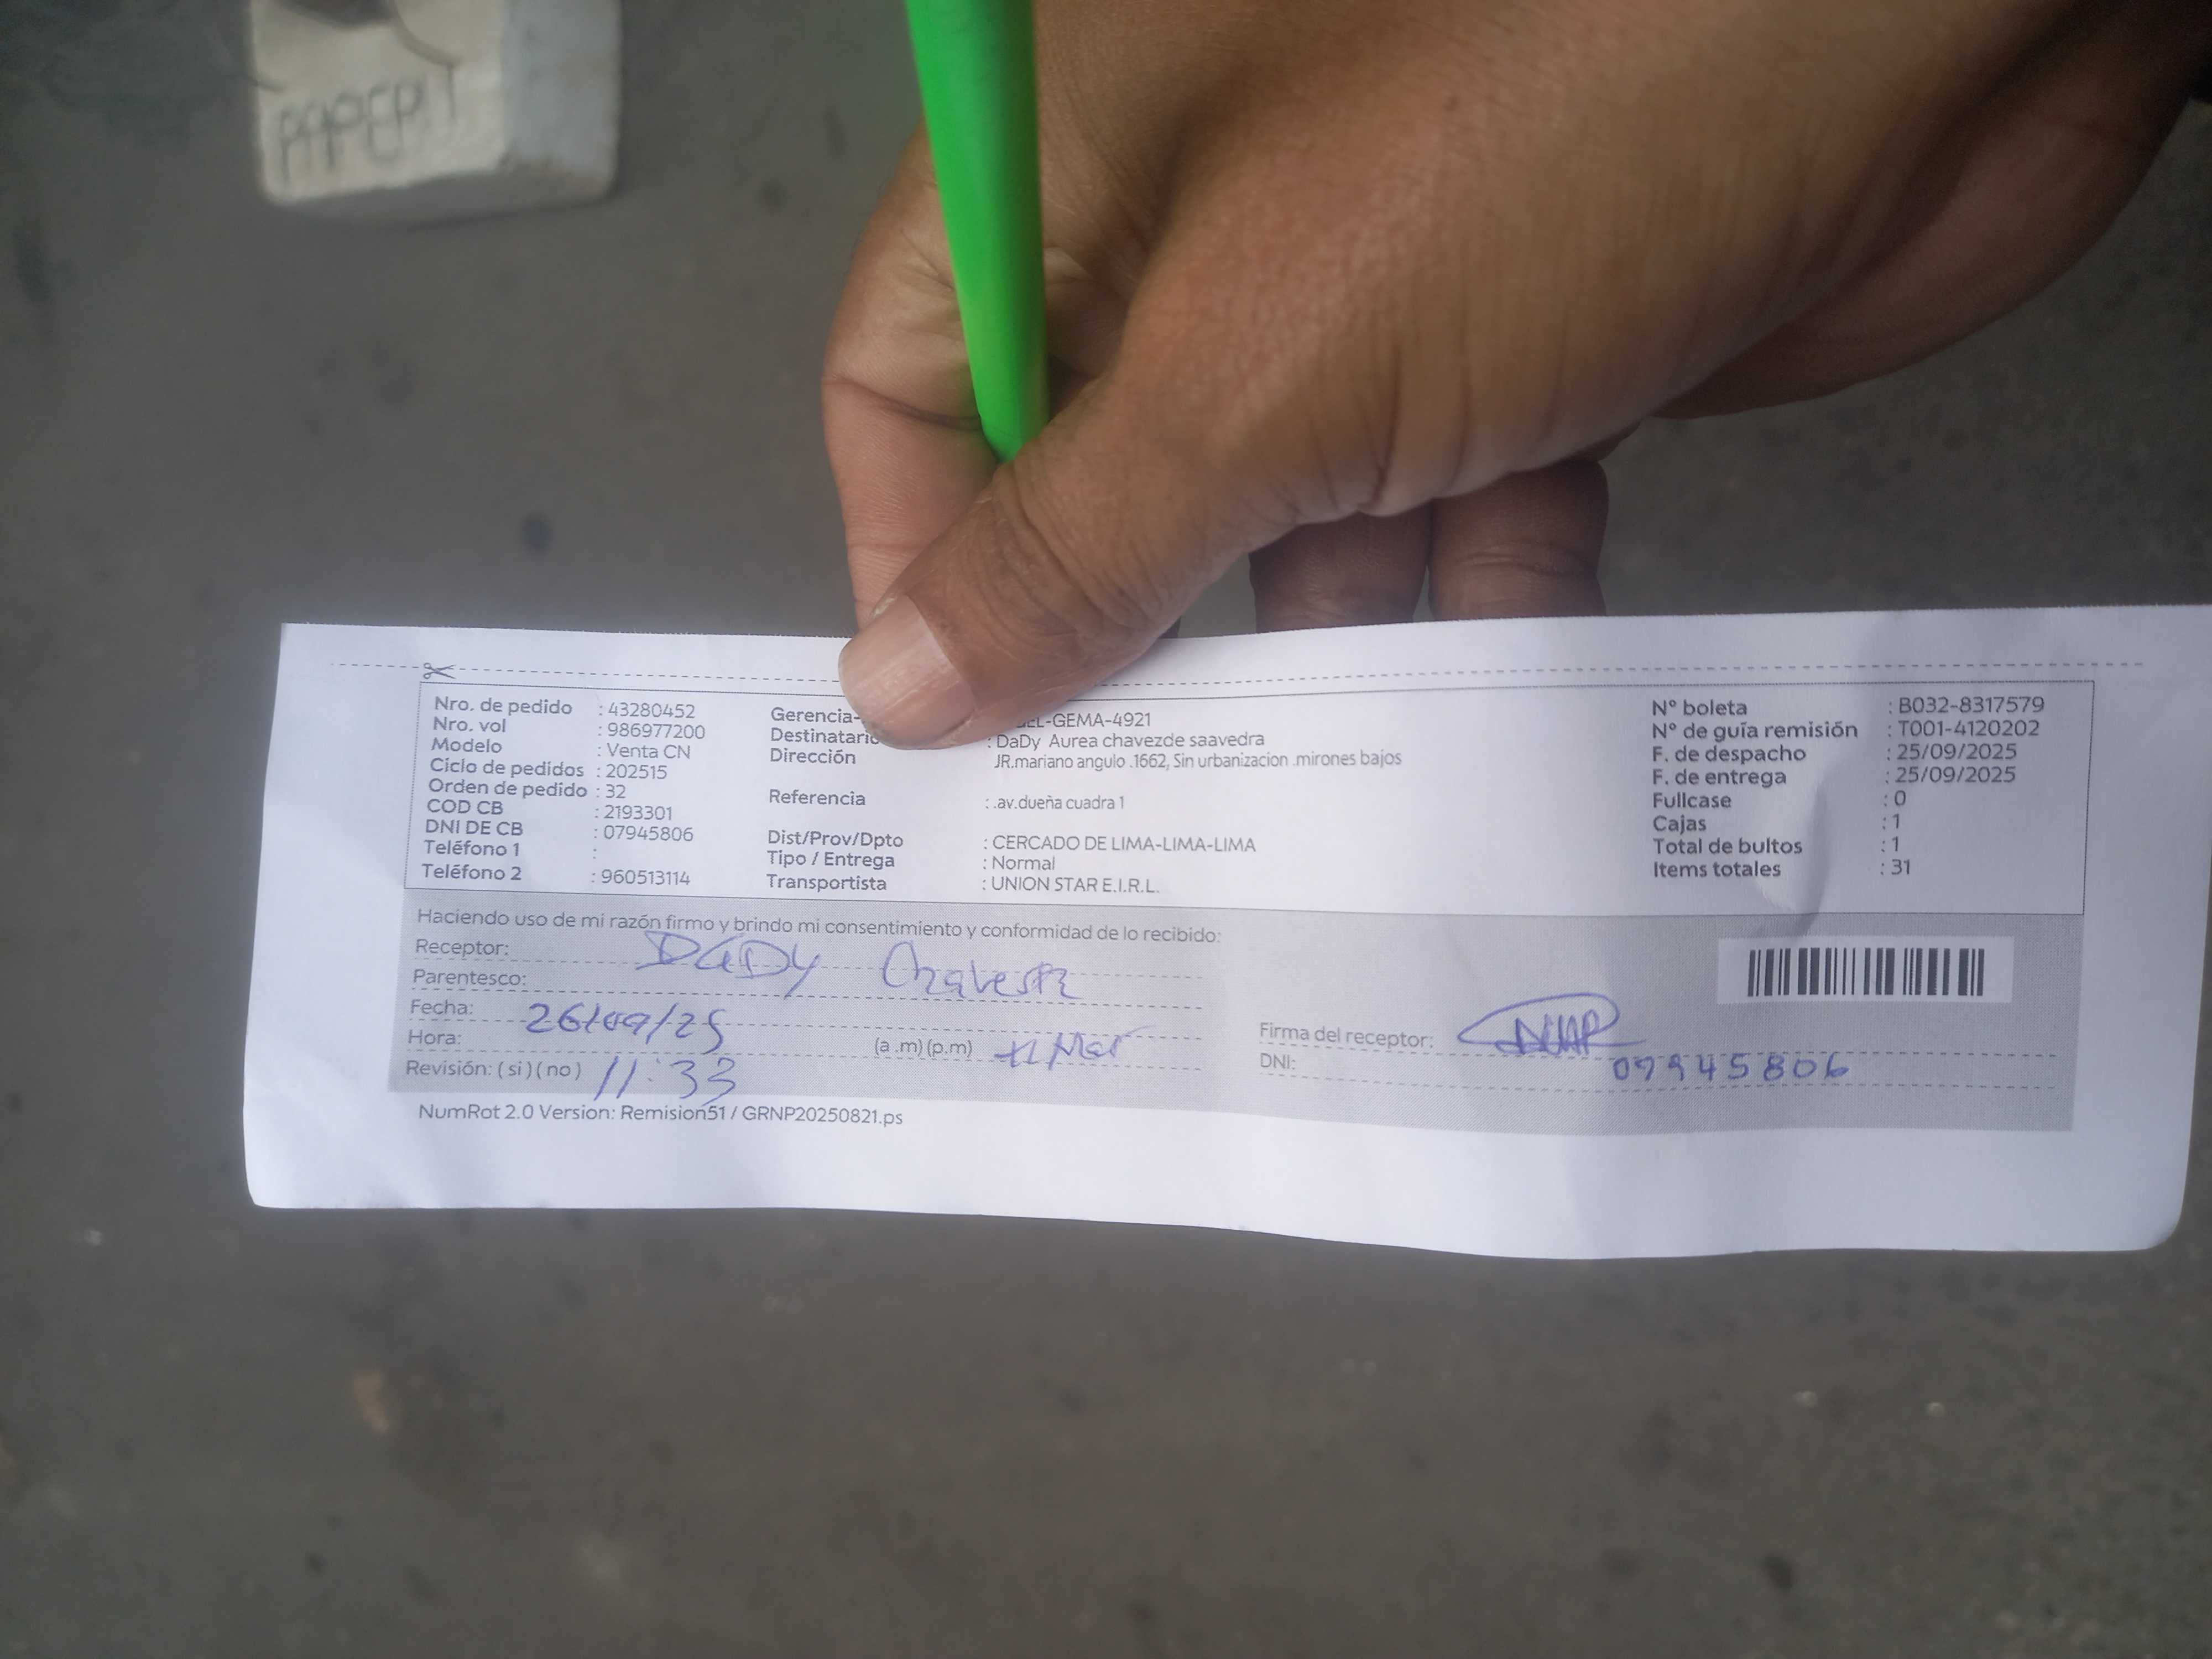 PAPER 1
Nro. de pedido : 43280452
Nro. vol : 986977200
Modelo : Venta CN
Ciclo de pedidos : 202515
Orden de pedido : 32
COD CB : 2193301
DNI DE CB : 07945806
Teléfono 1 :
Teléfono 2 : 960513114
Gerencia- GEL-GEMA-4921
Destinatario : DaDy Aurea chavezde saavedra
Dirección JR.mariano angulo .1662, Sin urbanizacion .mirones bajos
Referencia : .av.dueña cuadra 1
Dist/Prov/Dpto : CERCADO DE LIMA-LIMA-LIMA
Tipo / Entrega : Normal
Transportista : UNION STAR E.I.R.L.
Nº boleta : B032-8317579
Nº de guía remisión : T001-4120202
F. de despacho : 25/09/2025
F. de entrega : 25/09/2025
Fullcase : 0
Cajas : 1
Total de bultos : 1
Items totales : 31
Haciendo uso de mi razón firmo y brindo mi consentimiento y conformidad de lo recibido:
Receptor: DaDy
Parentesco:
Fecha: 26/09/25
Hora: (a .m) (p.m)
Revisión: ( si ) ( no ) 11:33
Firma del receptor:
DNI: 07945806
NumRot 2.0 Version: Remision51 / GRNP20250821.ps